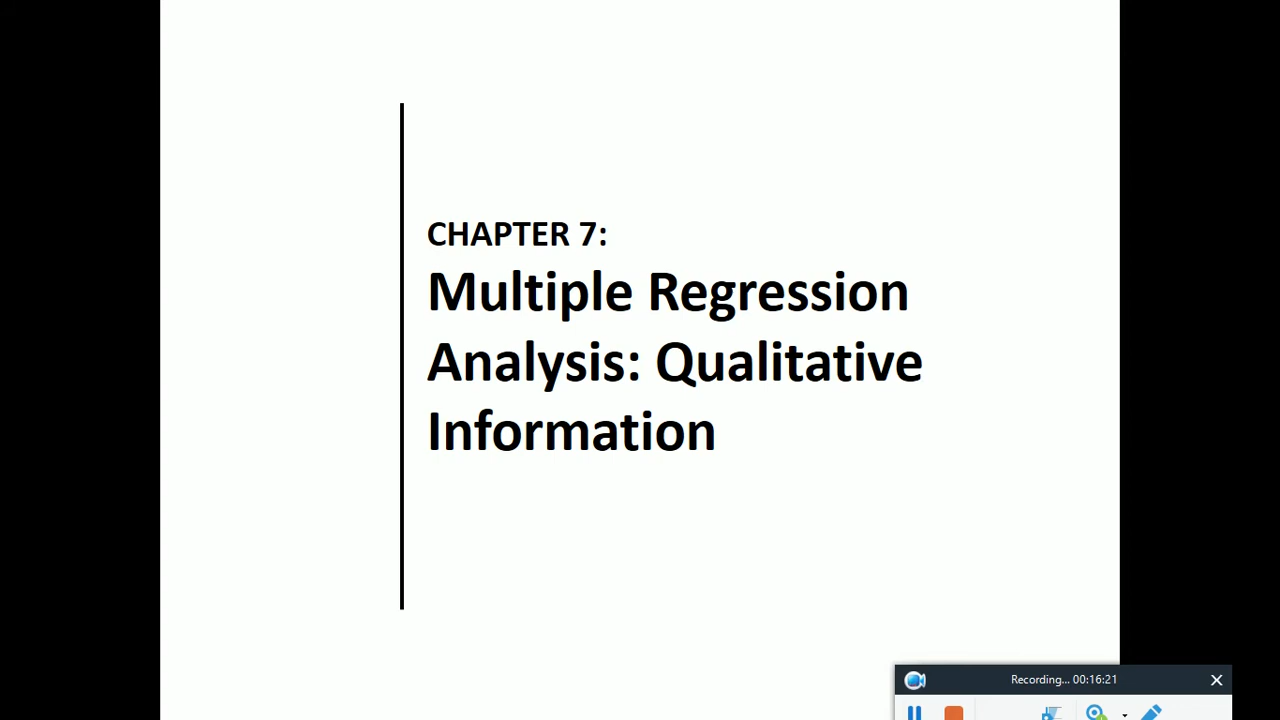 CHAPTER 7:
Multiple Regression
Analysis: Qualitative
Information
Recording... 00:16:21